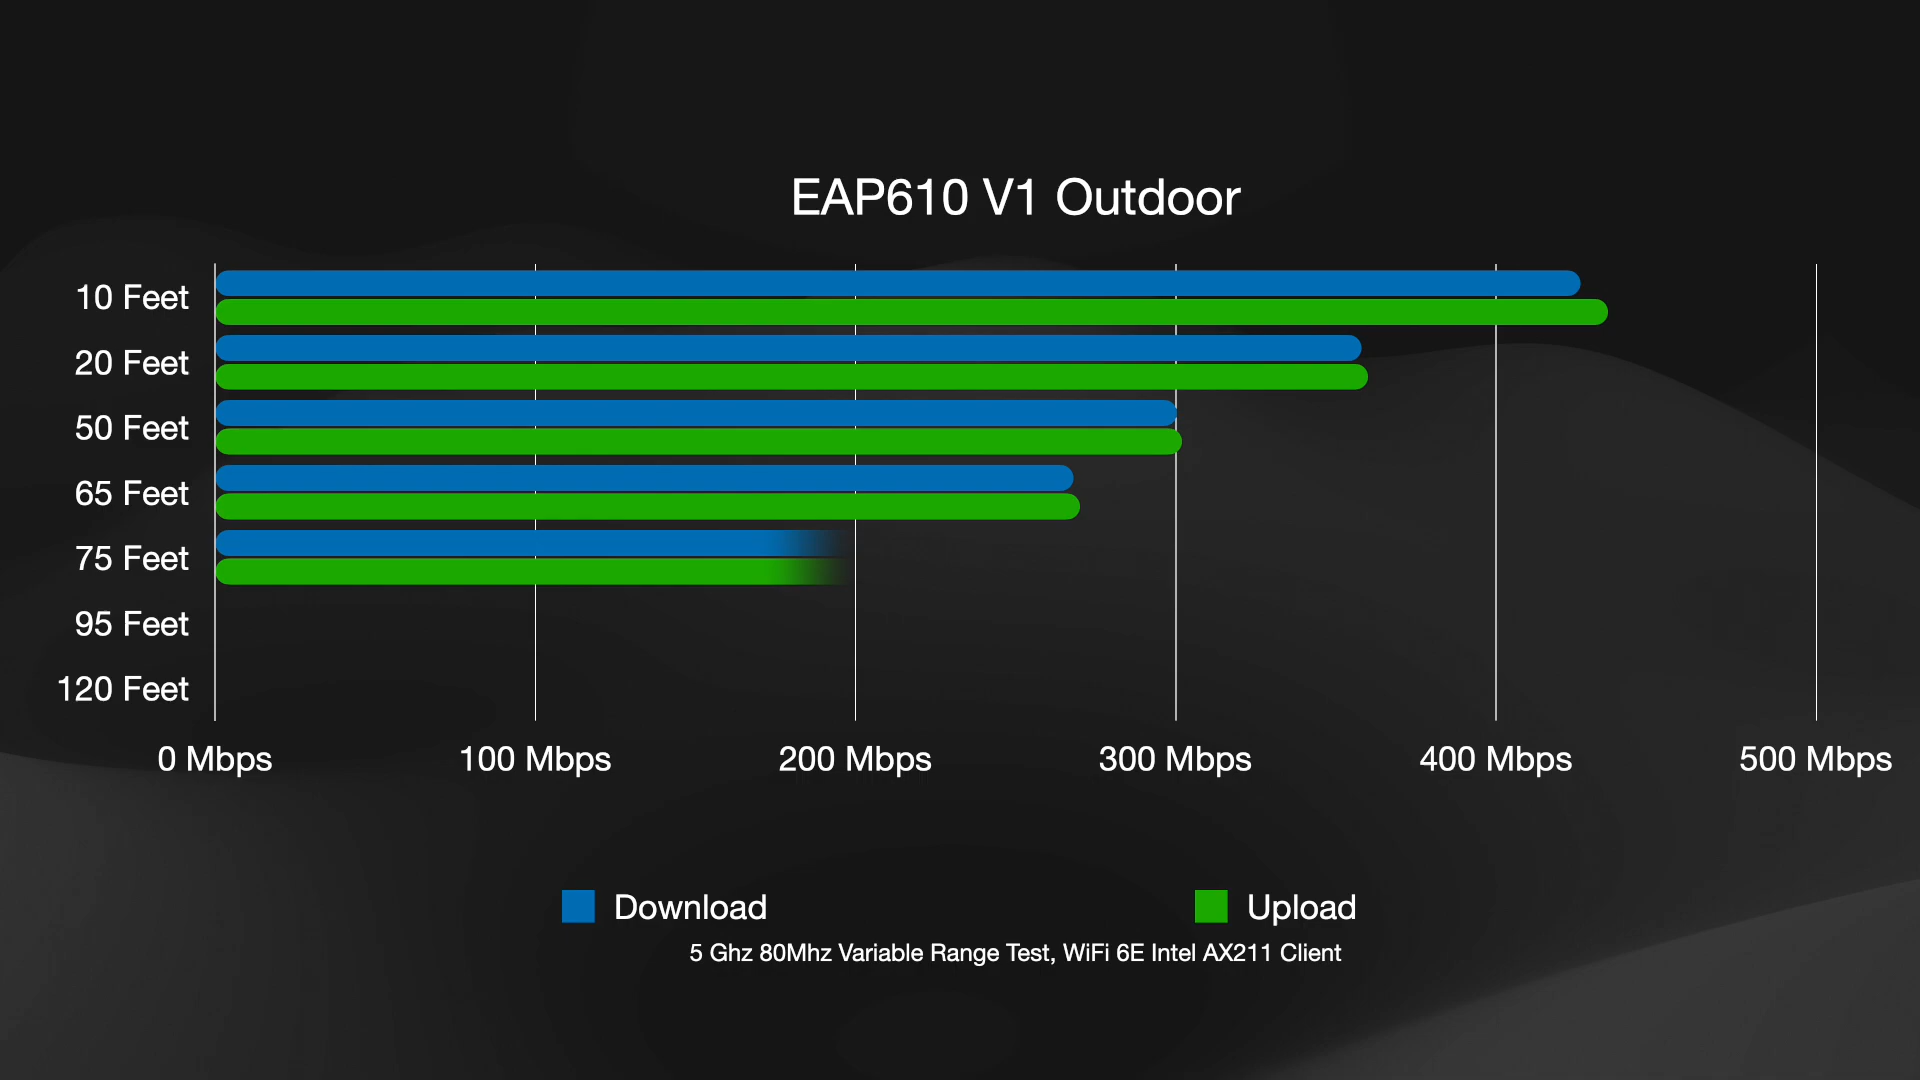 EAP610 V1 Outdoor
10 Feet
20 Feet
50 Feet
65 Feet
75 Feet
95 Feet
120 Feet
0 Mbps 100 Mbps 200 Mbps 300 Mbps 400 Mbps 500 Mbps
Download Upload
5 Ghz 80Mhz Variable Range Test, WiFi 6E Intel AX211 Client